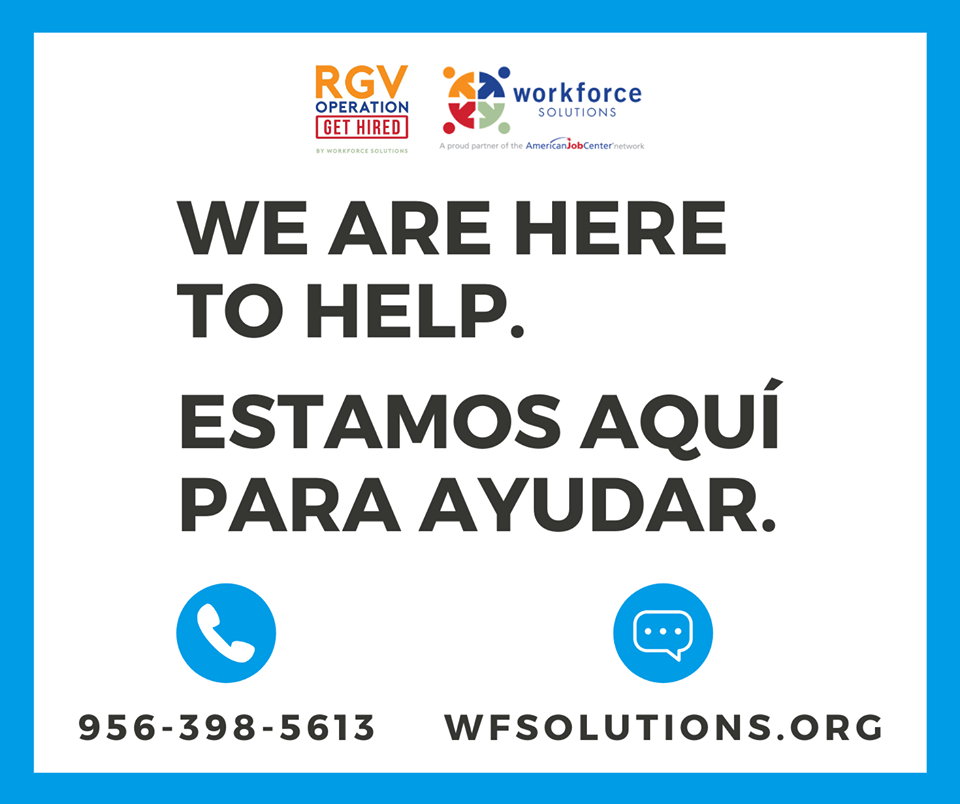 RGV
OPERATION
GET HIRED
BY WORKFORCE SOLUTIONS
workforce
SOLUTIONS
A proud partner of the AmericanJobCenter® network
WE ARE HERE
TO HELP.
ESTAMOS AQUÍ
PARA AYUDAR.
956-398-5613
WFSOLUTIONS.ORG